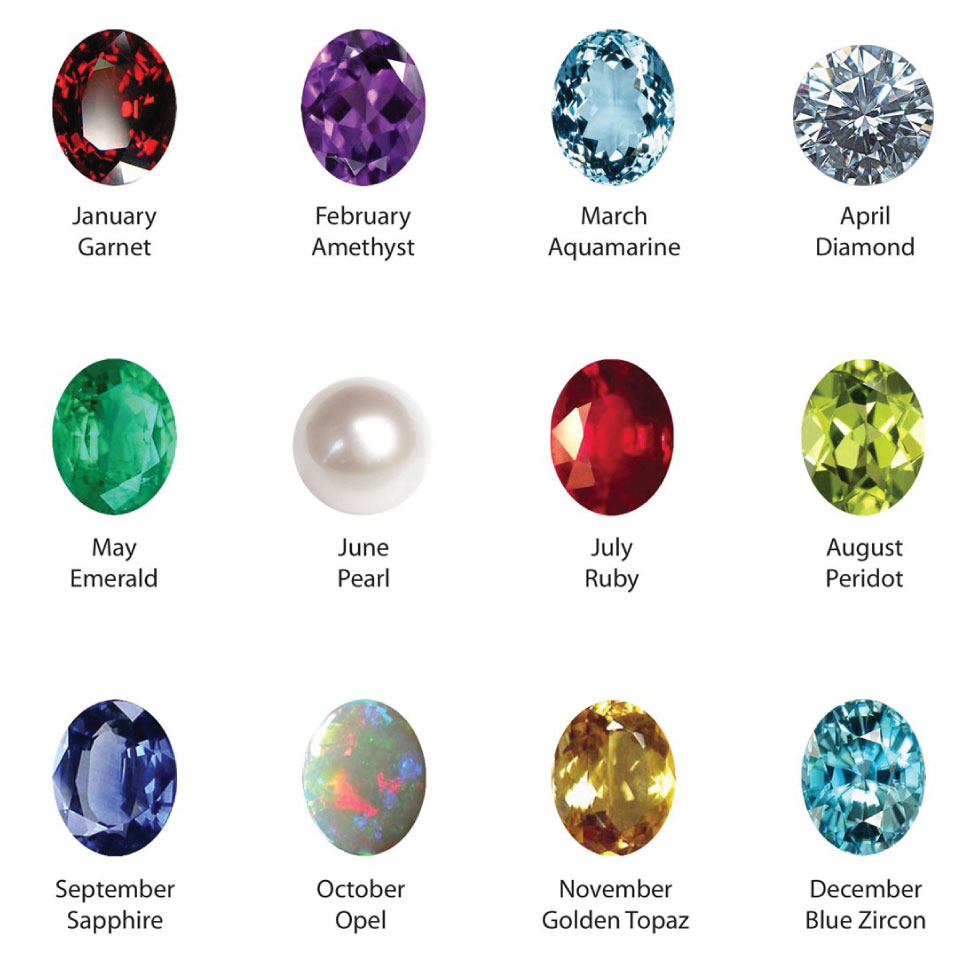 January
Garnet
February
Amethyst
March
Aquamarine
April
Diamond
May
Emerald
June
Pearl
July
Ruby
August
Peridot
September
Sapphire
October
Opel
November
Golden Topaz
December
Blue Zircon